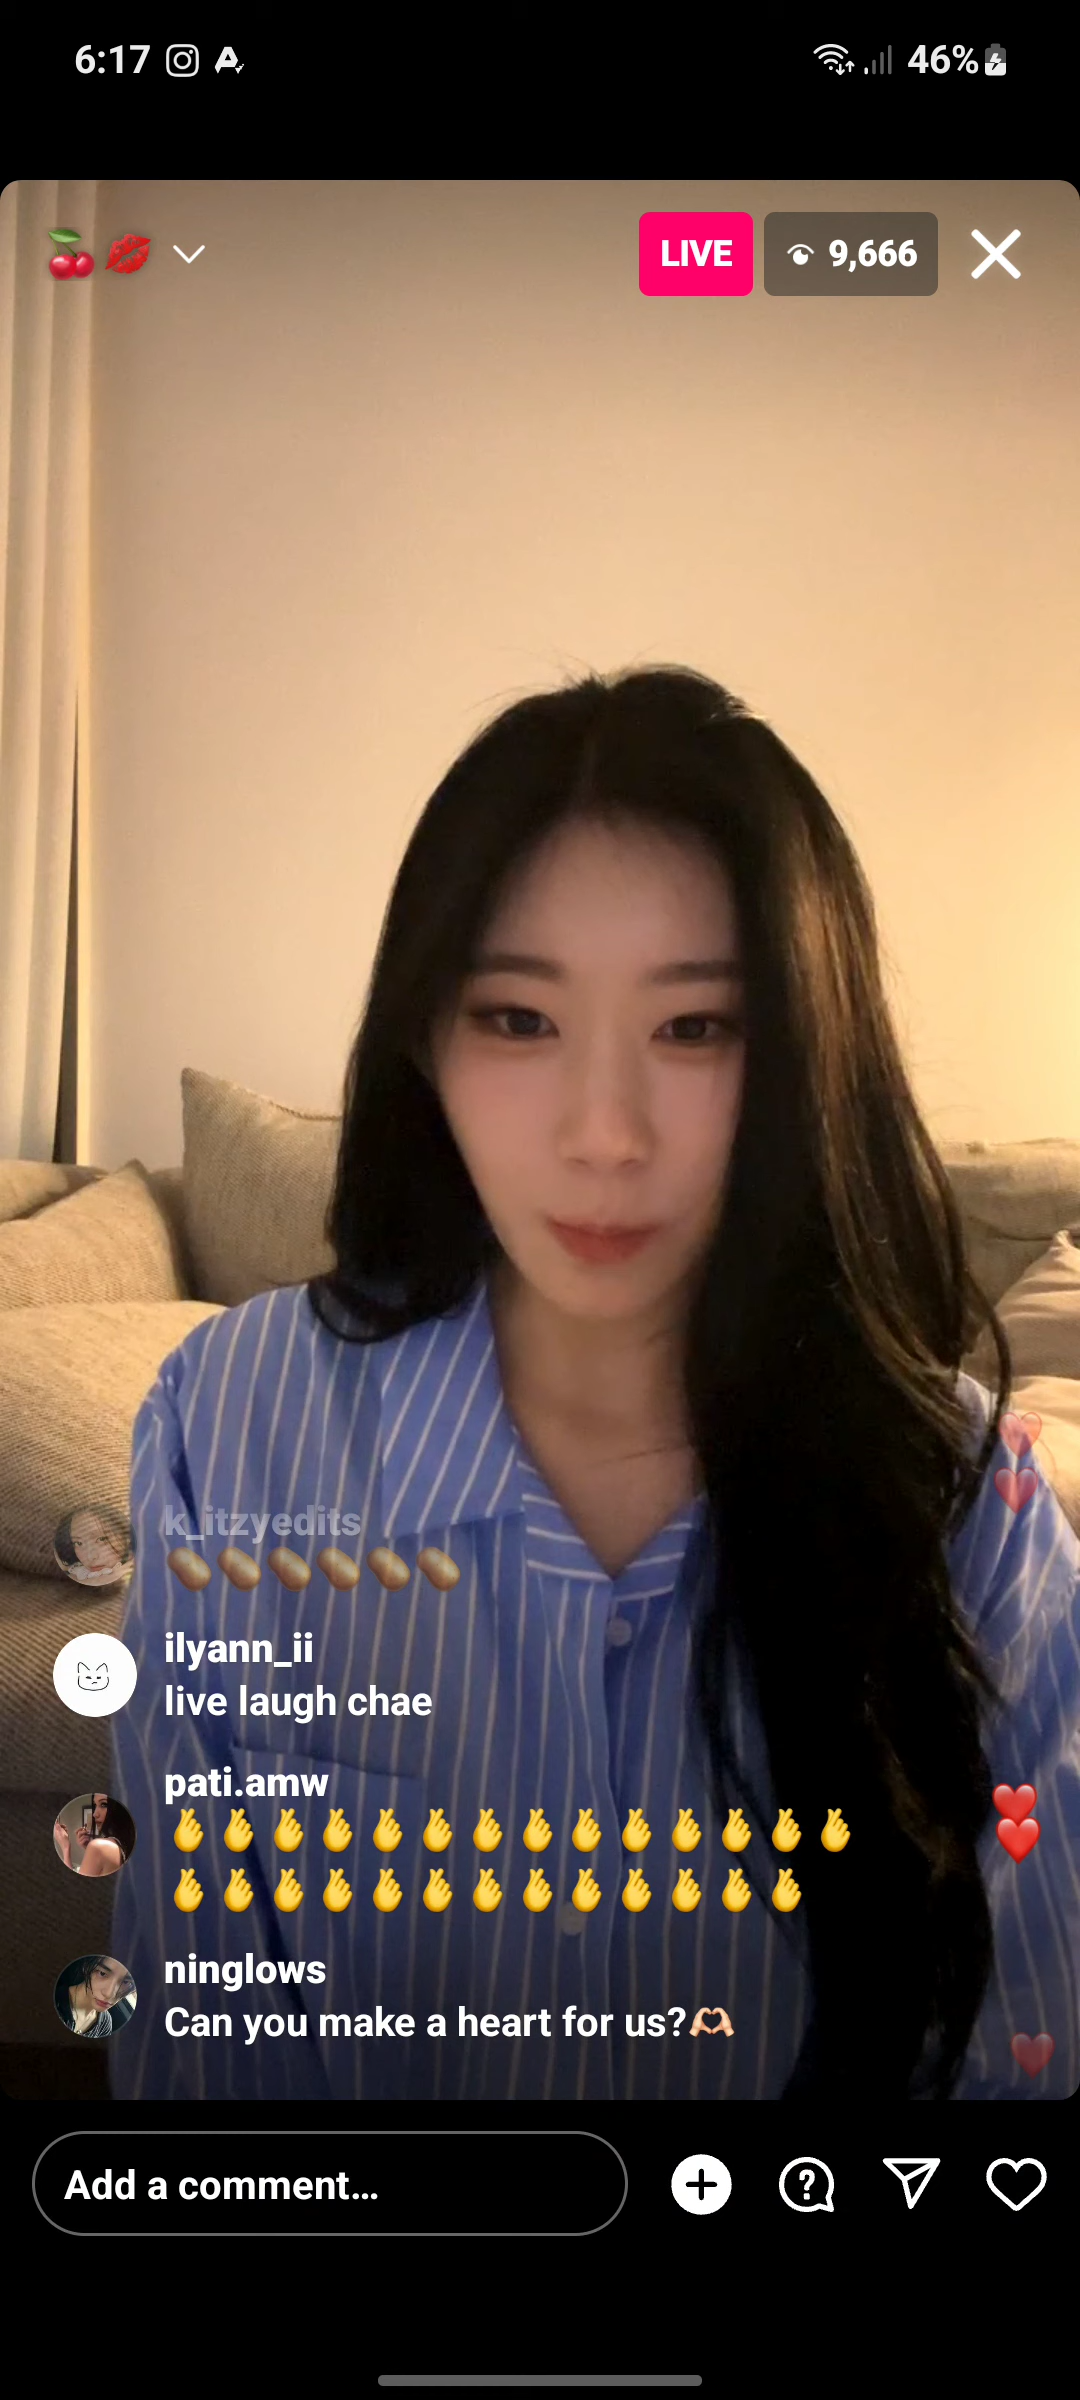 6:17
46%
🍒💋
LIVE
9,666
k_itzyedits
🥔🥔🥔🥔🥔🥔
ilyann_ii
live laugh chae
pati.amw
🫰🫰🫰🫰🫰🫰🫰🫰🫰🫰🫰🫰🫰🫰
🫰🫰🫰🫰🫰🫰🫰🫰🫰🫰🫰🫰🫰
ninglows
Can you make a heart for us?🫶🏻
Add a comment...